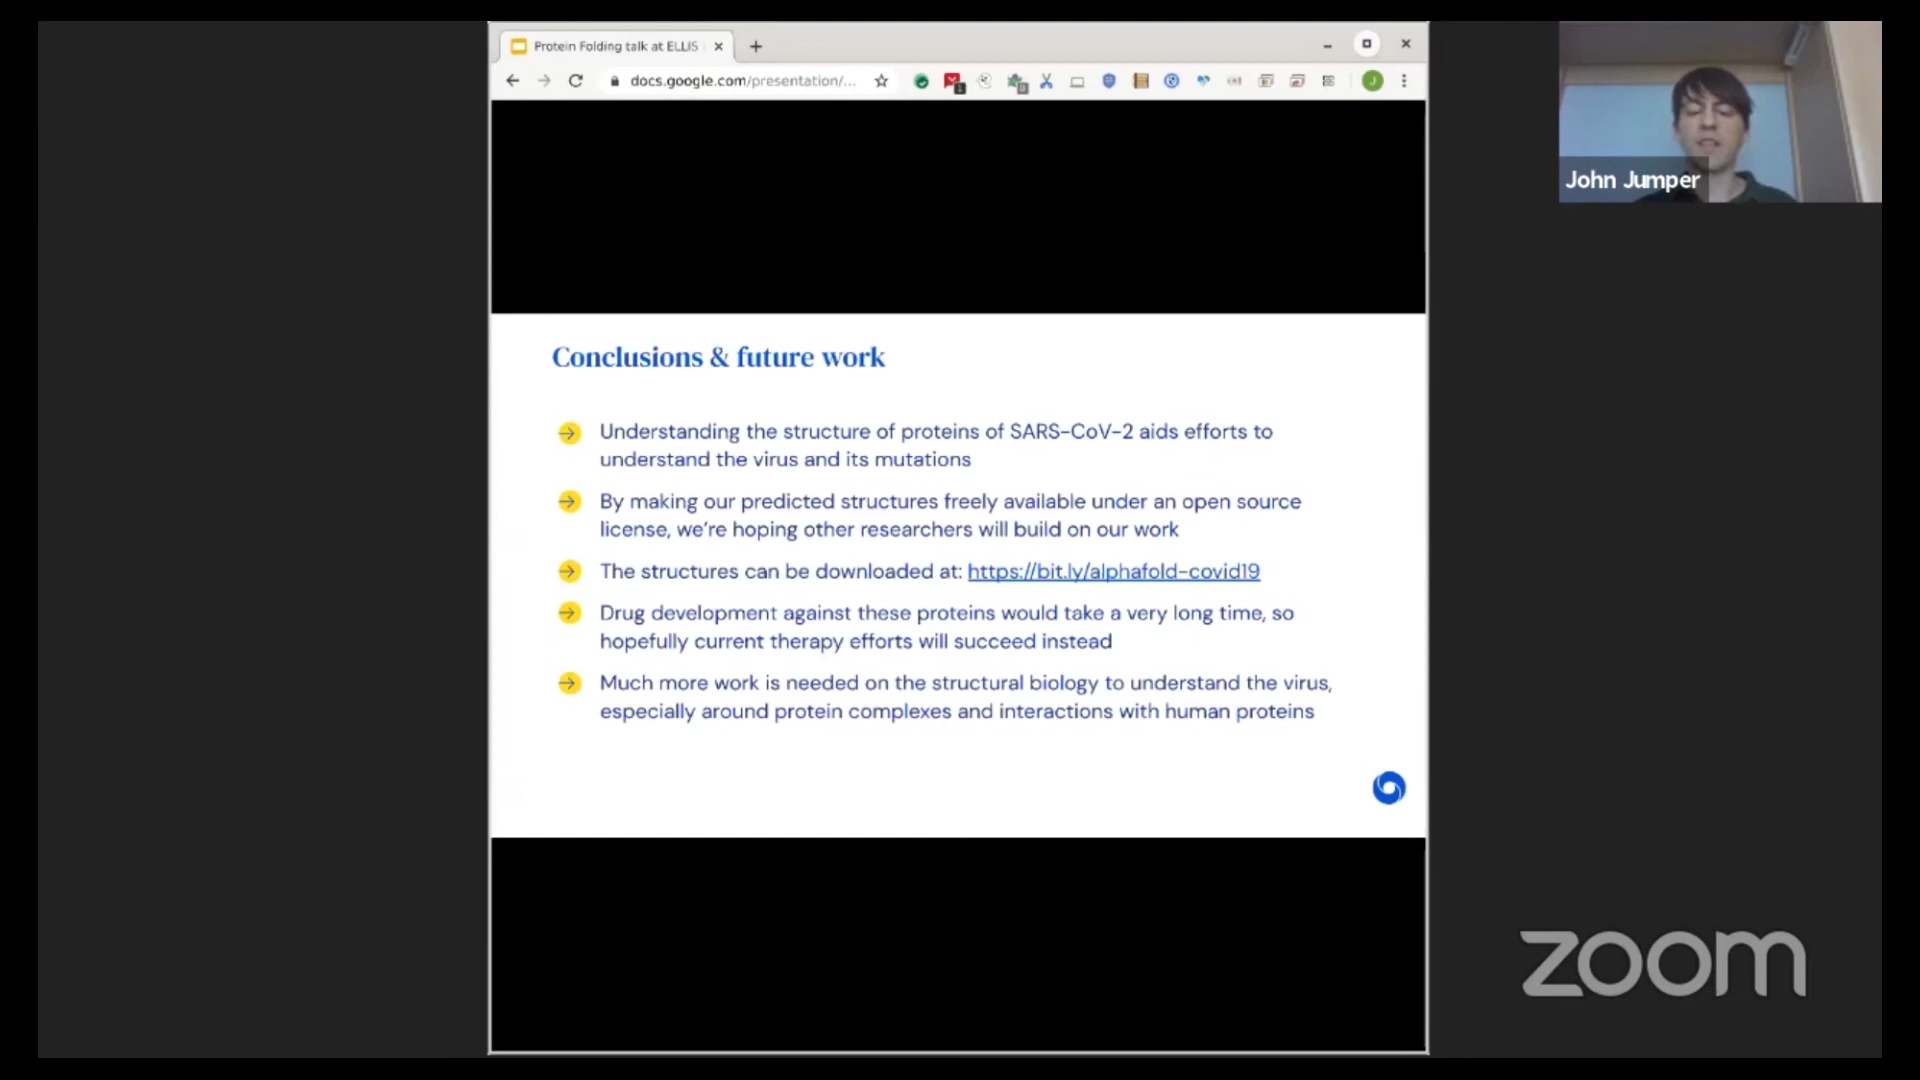 Protein Folding talk at ELLIS
docs.google.com/presentation/...
John Jumper
Conclusions & future work
Understanding the structure of proteins of SARS-CoV-2 aids efforts to
understand the virus and its mutations
By making our predicted structures freely available under an open source
license, we're hoping other researchers will build on our work
The structures can be downloaded at: https://bit.ly/alphafold-covid19
Drug development against these proteins would take a very long time, so
hopefully current therapy efforts will succeed instead
Much more work is needed on the structural biology to understand the virus,
especially around protein complexes and interactions with human proteins
zoom